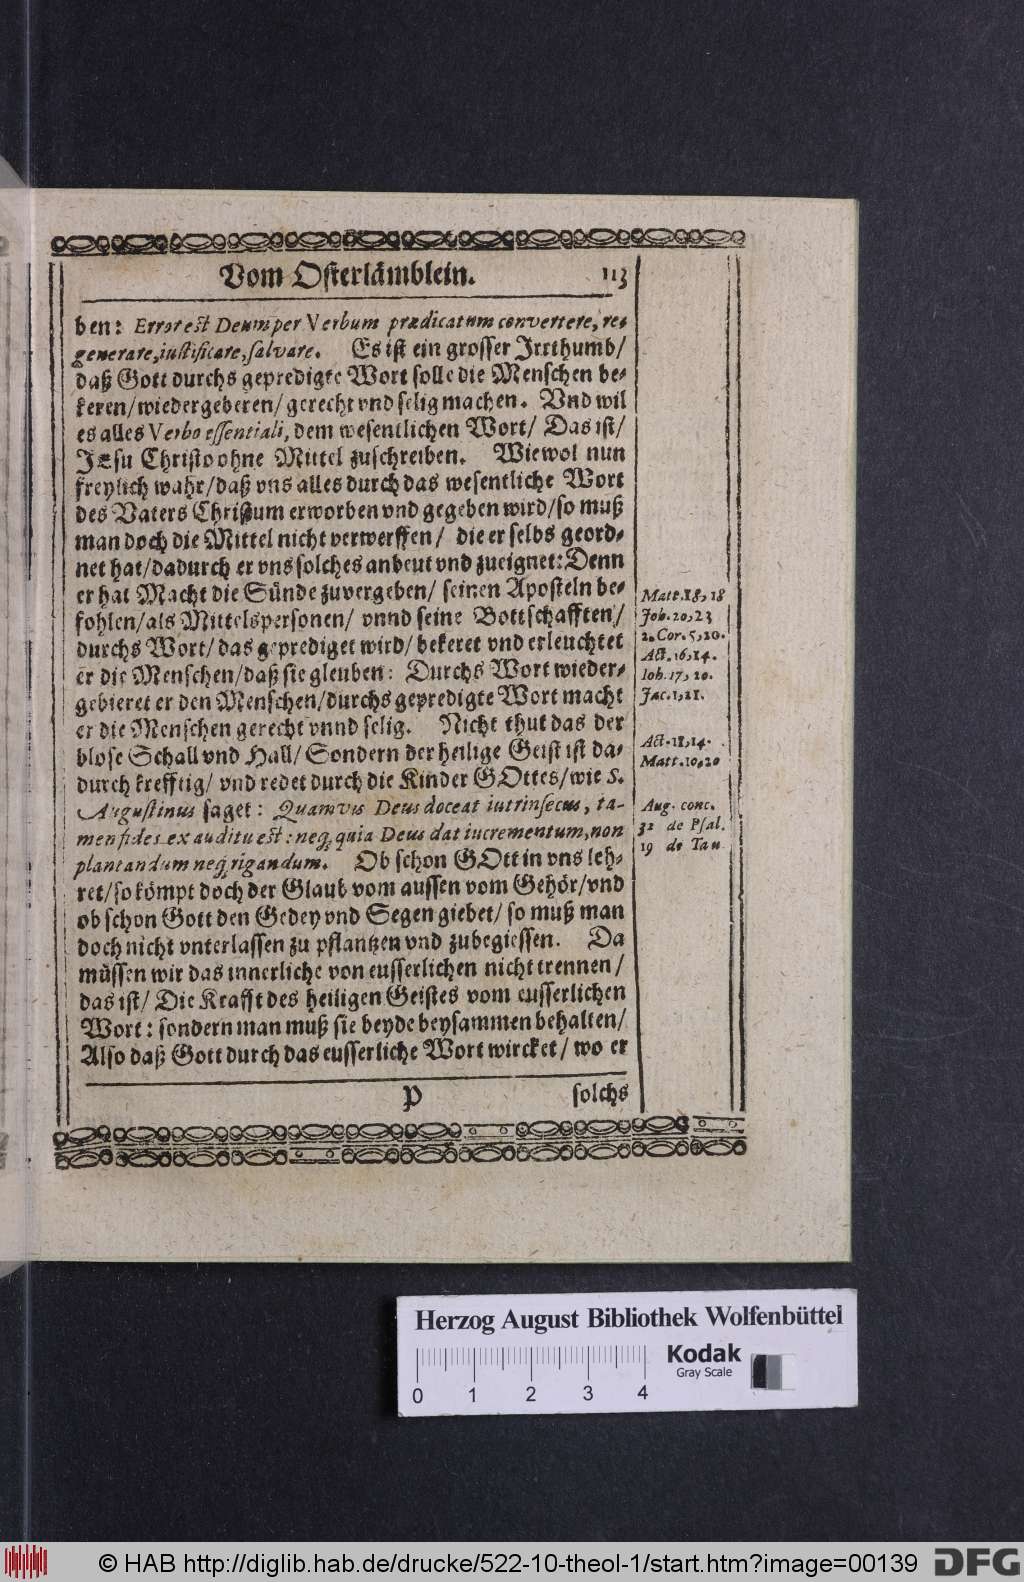 Vom Osterlämblein. 113
ben: Error est Deum per Verbum prædicatum convertere, re-
generare, iustificare, salvare. Es ist ein grosser Irrthumb/
daß Gott durchs gepredigte Wort solle die Menschen be-
keren/ wiedergeberen/ gerecht vnd selig machen. Vnd wil
es alles Verbo essentiali, dem wesentlichen Wort/ Das ist/
JEsu Christo ohne Mittel zuschreiben. Wiewol nun
freylich wahr/ daß vns alles durch das wesentliche Wort
des Vaters Christum erworben vnd gegeben wird/ so muß
man doch die Mittel nicht verwerffen/ die er selbs geord-
net hat/ dadurch er vns solches anbeut vnd zueignet: Denn
er hat Macht die Sünde zuvergeben/ seinen Aposteln be-
fohlen/ als Mittelspersonen/ vnnd seine Bottschafften/
durchs Wort/ das geprediget wird/ bekeret vnd erleuchtet
er die Menschen/ daß sie gleuben: Durchs Wort wieder-
gebieret er den Menschen/ durchs gepredigte Wort macht
er die Menschen gerecht vnnd selig. Nicht thut das der
blose Schall vnd Hall/ Sondern der heilige Geist ist da-
durch krefftig/ vnd redet durch die Kinder GOttes/ wie S.
Augustinus saget: Quamvis Deus doceat iutrinsecus, ta-
men fides ex auditu est: neq; quia Deus dat iucrementum, non
plantandum neq; rigandum. Ob schon GOtt in vns leh-
ret/ so kömpt doch der Glaub vom aussen vom Gehör/ vnd
ob schon Gott den Gedey vnd Segen giebet/ so muß man
doch nicht vnterlassen zu pflantzen vnd zubegiessen. Da
müssen wir das innerliche von eusserlichen nicht trennen/
das ist/ Die Krafft des heiligen Geistes vom eusserlichen
Wort: sondern man muß sie beyde beysammen behalten/
Also daß Gott durch das eusserliche Wort wircket/ wo er
P solchs
Matt. 18, 18
Joh. 20, 23
2. Cor. 5, 20.
Act. 16, 14.
Ioh. 17, 20.
Jac. 1, 21.
Act. 18, 14.
Matt. 10, 20
Aug. conc.
32 de Psal.
19 de Tau
Herzog August Bibliothek Wolfenbüttel
Kodak
Gray Scale
0 1 2 3 4
© HAB http://diglib.hab.de/drucke/522-10-theol-1/start.htm?image=00139
DFG